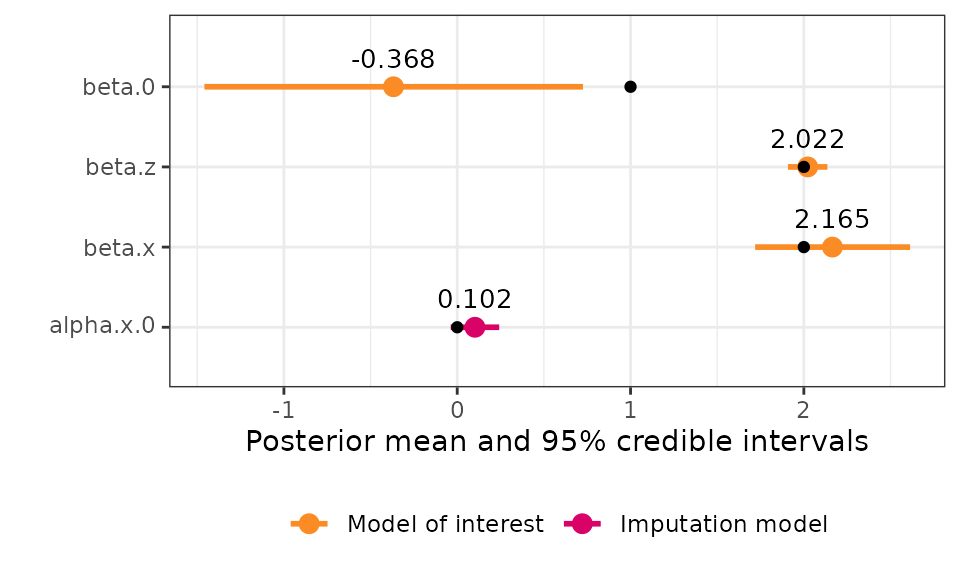 -0.368
beta.0
2.022
beta.z
2.165
beta.x
0.102
alpha.x.0
-1 0 1 2
Posterior mean and 95% credible intervals
Model of interest Imputation model